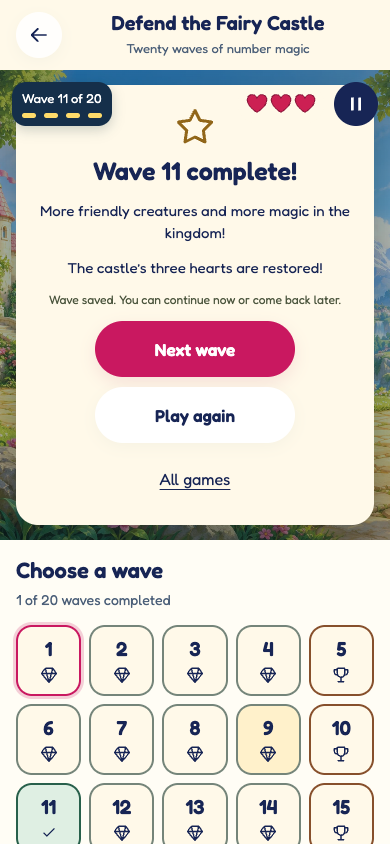 Defend the Fairy Castle
Twenty waves of number magic
Wave 11 of 20
Wave 11 complete!
More friendly creatures and more magic in the
kingdom!
The castle's three hearts are restored!
Wave saved. You can continue now or come back later.
Next wave
Play again
All games
Choose a wave
1 of 20 waves completed
1 2 3 4 5
6 7 8 9 10
11 12 13 14 15